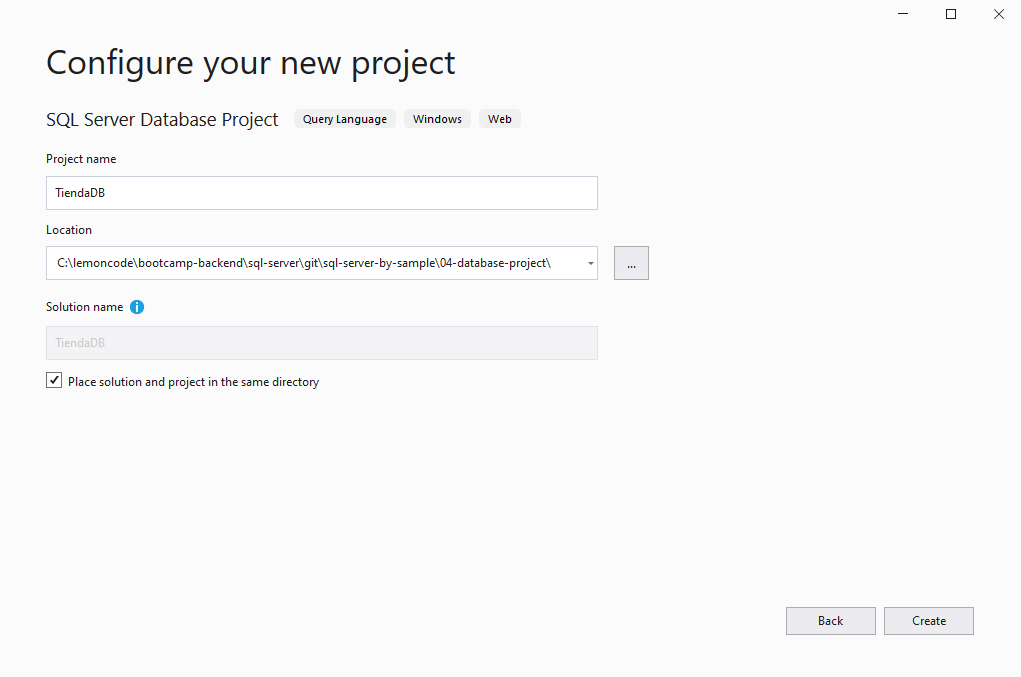 Configure your new project
SQL Server Database Project Query Language Windows Web
Project name
TiendaDB
Location
C:\lemoncode\bootcamp-backend\sql-server\git\sql-server-by-sample\04-database-project\
...
Solution name
TiendaDB
Place solution and project in the same directory
Back Create